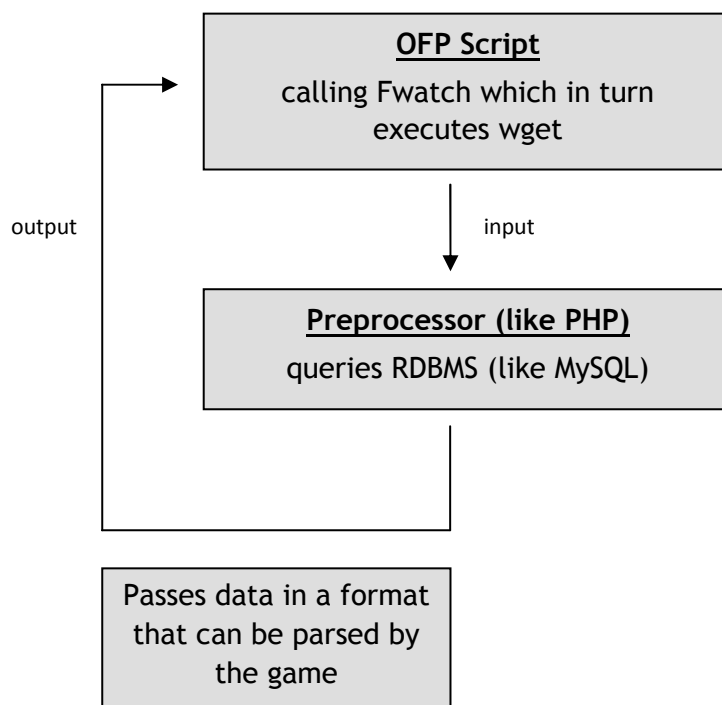 OFP Script
calling Fwatch which in turn
executes wget
output
input
Preprocessor (like PHP)
queries RDBMS (like MySQL)
Passes data in a format
that can be parsed by
the game